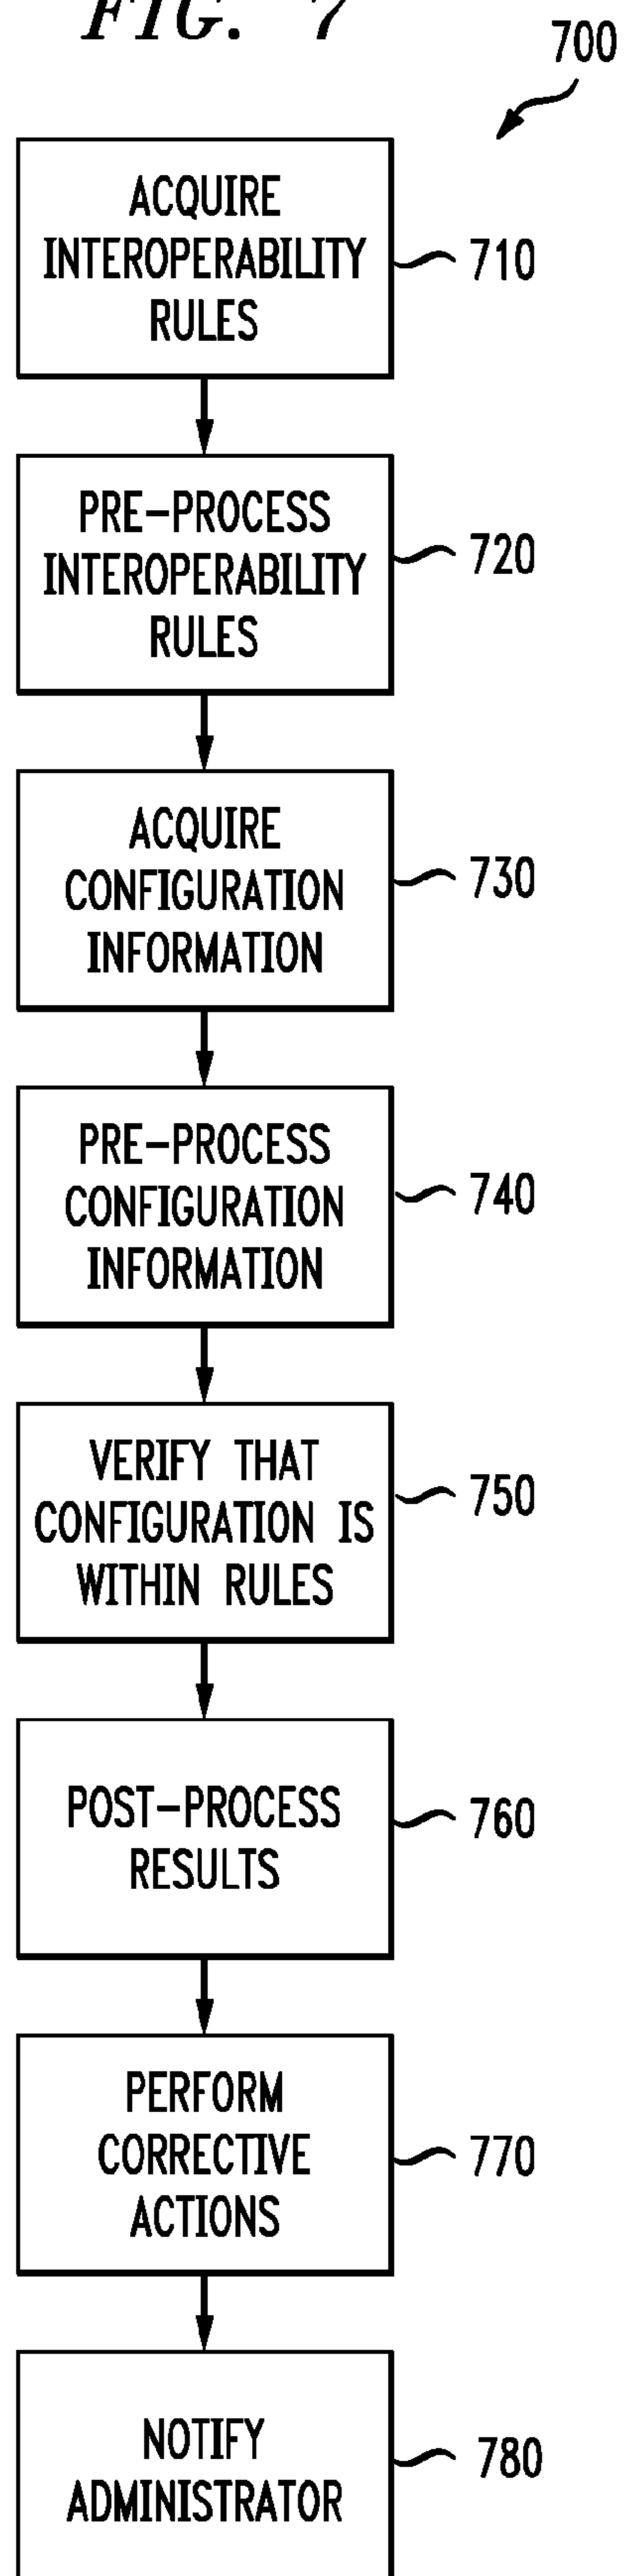 FIG. 7
700
ACQUIRE
INTEROPERABILITY
RULES
710
PRE-PROCESS
INTEROPERABILITY
RULES
720
ACQUIRE
CONFIGURATION
INFORMATION
730
PRE-PROCESS
CONFIGURATION
INFORMATION
740
VERIFY THAT
CONFIGURATION IS
WITHIN RULES
750
POST-PROCESS
RESULTS
760
PERFORM
CORRECTIVE
ACTIONS
770
NOTIFY
ADMINISTRATOR
780